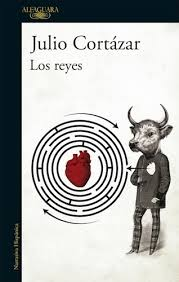 ALFAGUARA
Julio Cortázar
Los reyes
Narrativa Hispánica